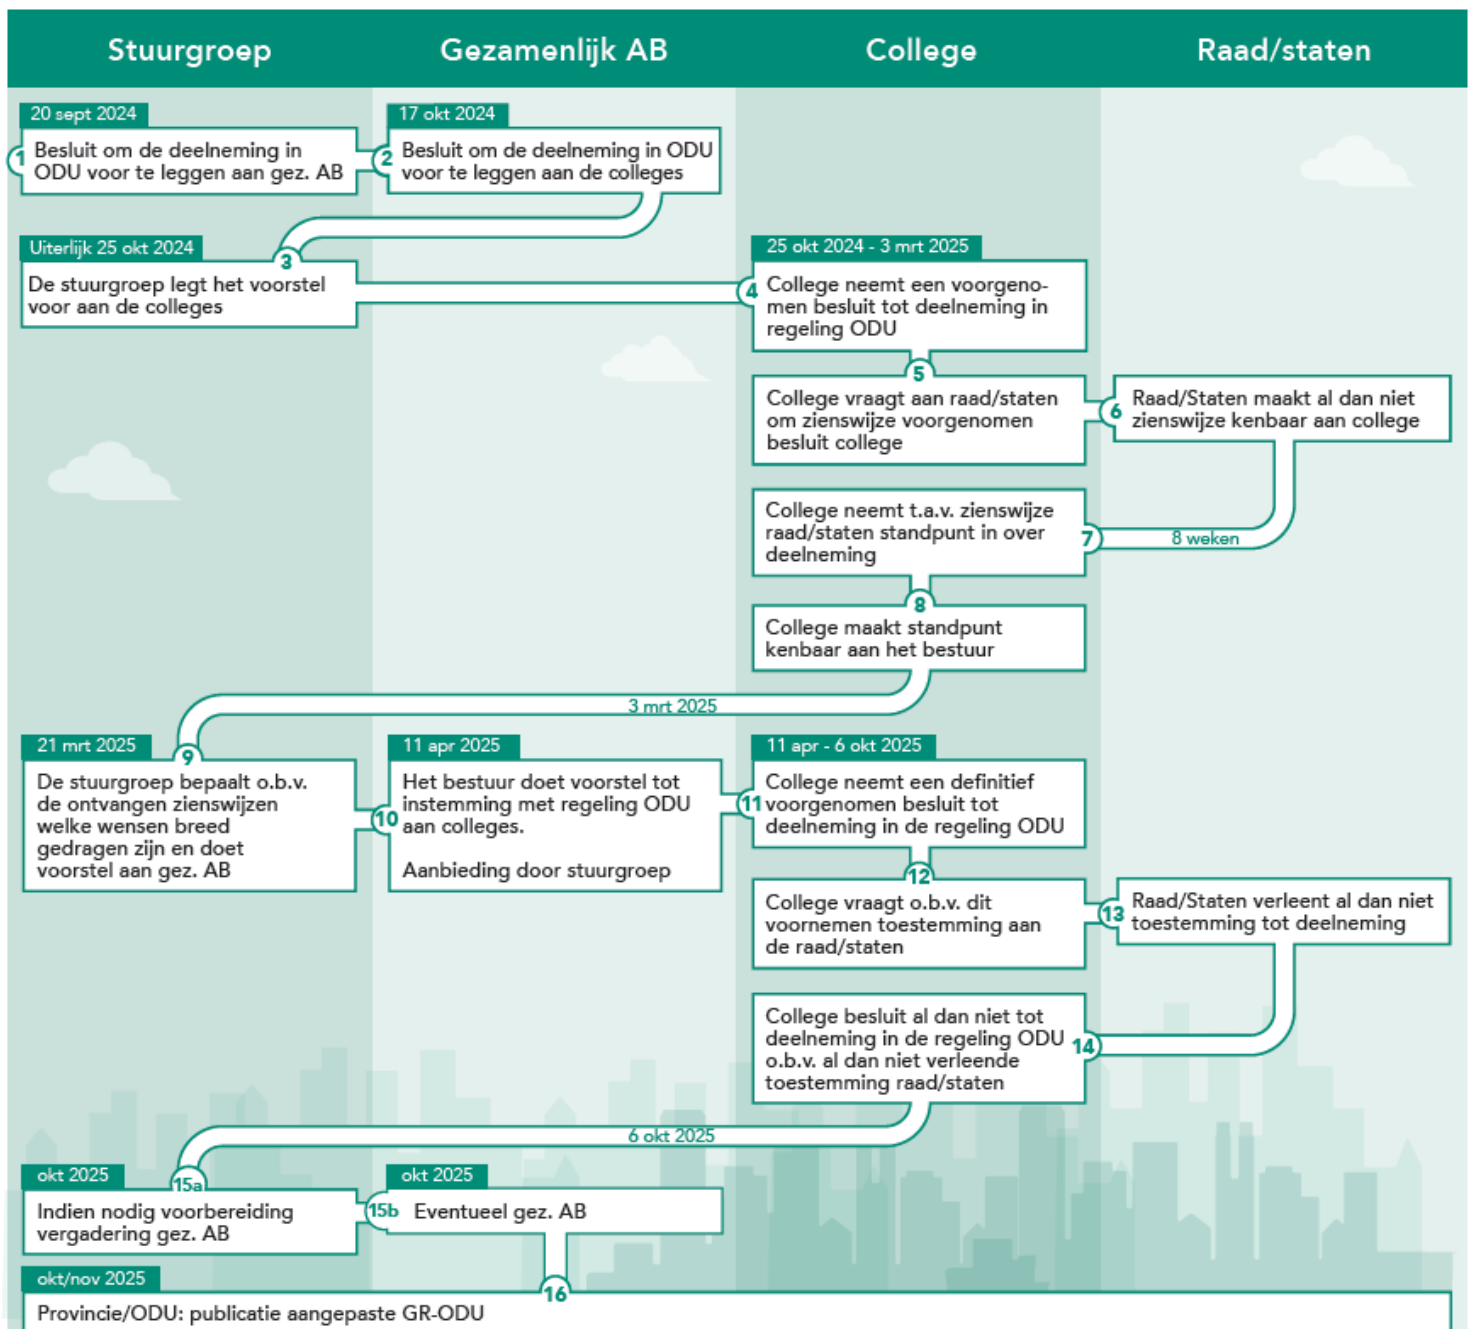 Stuurgroep
Gezamenlijk AB
College
Raad/staten
20 sept 2024
1
Besluit om de deelneming in
ODU voor te leggen aan gez. AB
17 okt 2024
2
Besluit om de deelneming in ODU
voor te leggen aan de colleges
Uiterlijk 25 okt 2024
3
De stuurgroep legt het voorstel
voor aan de colleges
25 okt 2024 - 3 mrt 2025
4
College neemt een voorgeno-
men besluit tot deelneming in
regeling ODU
5
College vraagt aan raad/staten
om zienswijze voorgenomen
besluit college
6
Raad/Staten maakt al dan niet
zienswijze kenbaar aan college
8 weken
7
College neemt t.a.v. zienswijze
raad/staten standpunt in over
deelneming
8
College maakt standpunt
kenbaar aan het bestuur
3 mrt 2025
21 mrt 2025
9
De stuurgroep bepaalt o.b.v.
de ontvangen zienswijzen
welke wensen breed
gedragen zijn en doet
voorstel aan gez. AB
11 apr 2025
10
Het bestuur doet voorstel tot
instemming met regeling ODU
aan colleges.
Aanbieding door stuurgroep
11 apr - 6 okt 2025
11
College neemt een definitief
voorgenomen besluit tot
deelneming in de regeling ODU
12
College vraagt o.b.v. dit
voornemen toestemming aan
de raad/staten
13
Raad/Staten verleent al dan niet
toestemming tot deelneming
14
College besluit al dan niet tot
deelneming in de regeling ODU
o.b.v. al dan niet verleende
toestemming raad/staten
6 okt 2025
okt 2025
15a
Indien nodig voorbereiding
vergadering gez. AB
okt 2025
15b
Eventueel gez. AB
okt/nov 2025
16
Provincie/ODU: publicatie aangepaste GR-ODU